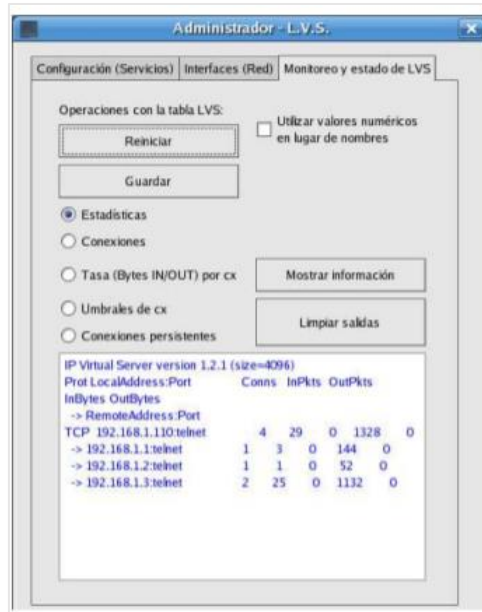 Administrador - L.V.S.
Configuración (Servicios) Interfaces (Red) Monitoreo y estado de LVS
Operaciones con la tabla LVS:
Reiniciar
Utilizar valores numéricos
en lugar de nombres
Guardar
Estadísticas
Conexiones
Tasa (Bytes IN/OUT) por cx
Mostrar información
Umbrales de cx
Limpiar salidas
Conexiones persistentes
IP Virtual Server version 1.2.1 (size=4096)
Prot LocalAddress:Port Conns InPkts OutPkts
InBytes OutBytes
-> RemoteAddress:Port
TCP 192.168.1.110:telnet 4 29 0 1328 0
-> 192.168.1.1:telnet 1 3 0 144 0
-> 192.168.1.2:telnet 1 1 0 52 0
-> 192.168.1.3:telnet 2 25 0 1132 0